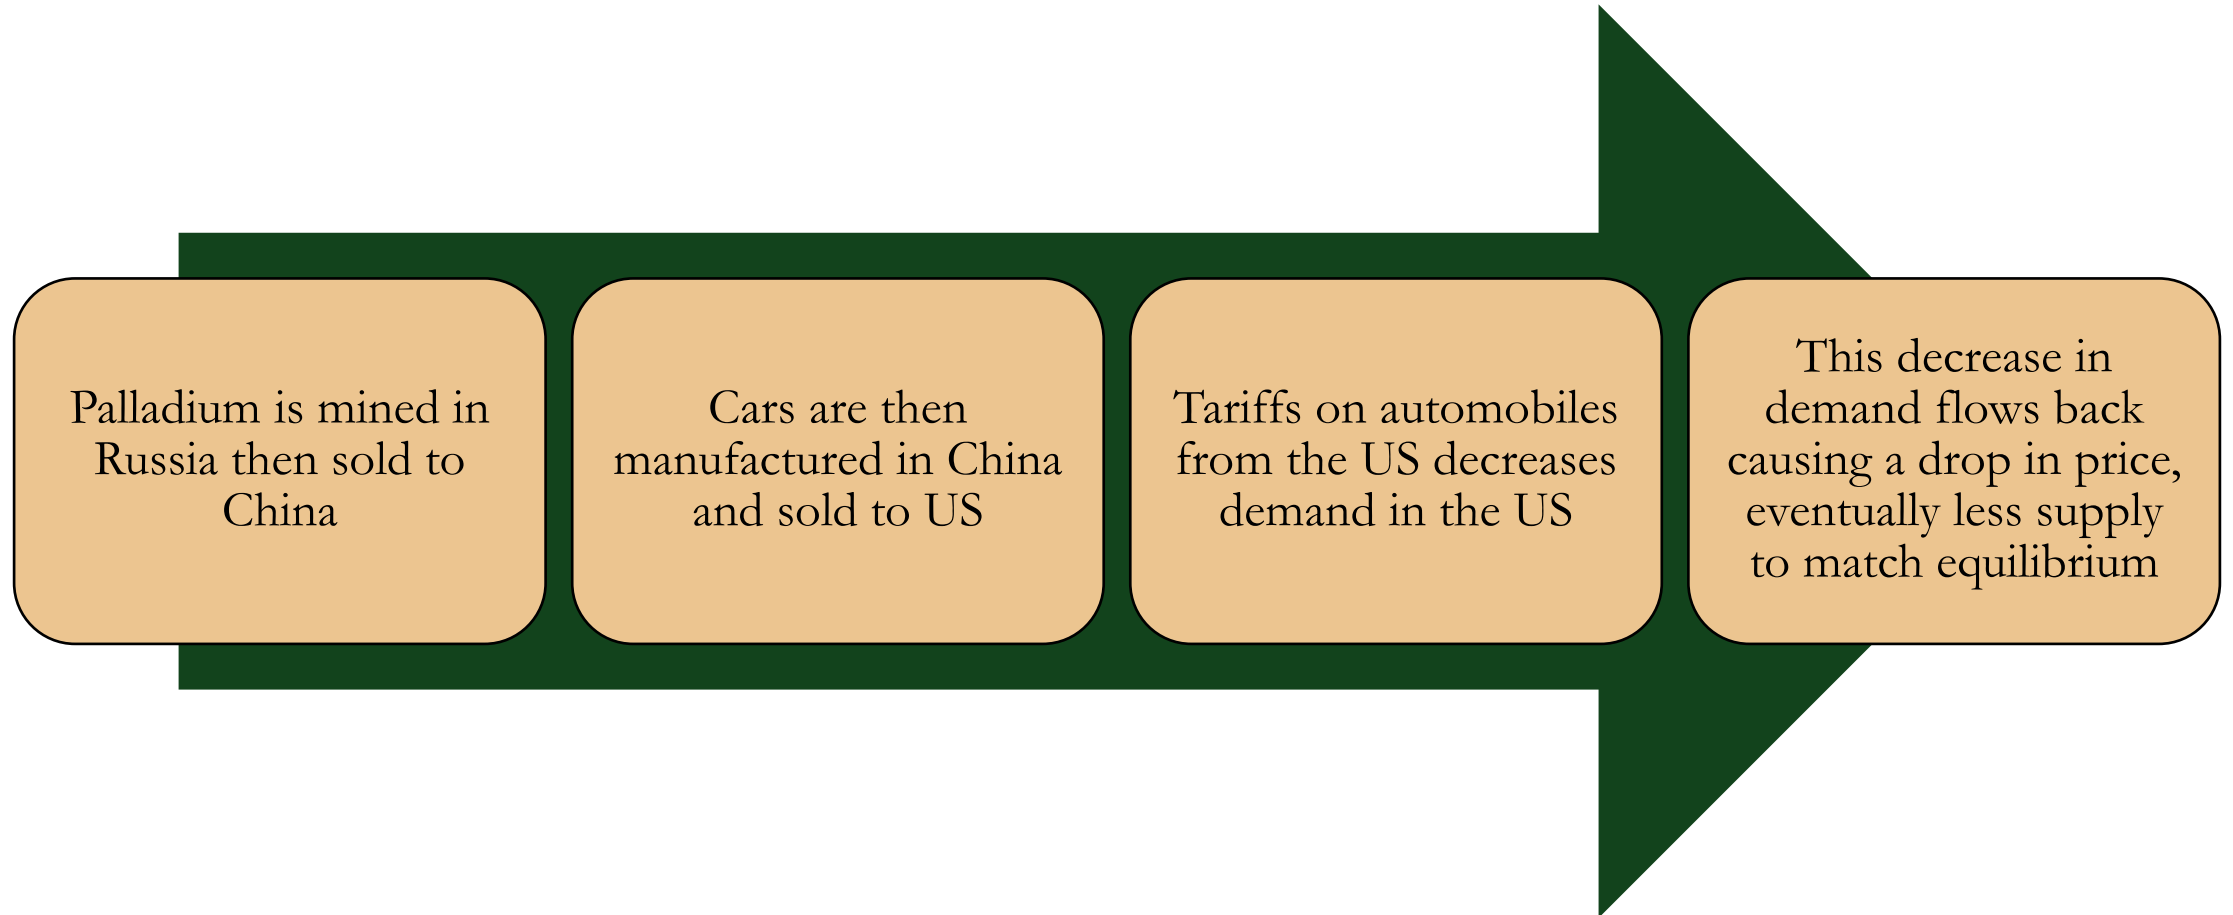 Palladium is mined in
Russia then sold to
China
Cars are then
manufactured in China
and sold to US
Tariffs on automobiles
from the US decreases
demand in the US
This decrease in
demand flows back
causing a drop in price,
eventually less supply
to match equilibrium